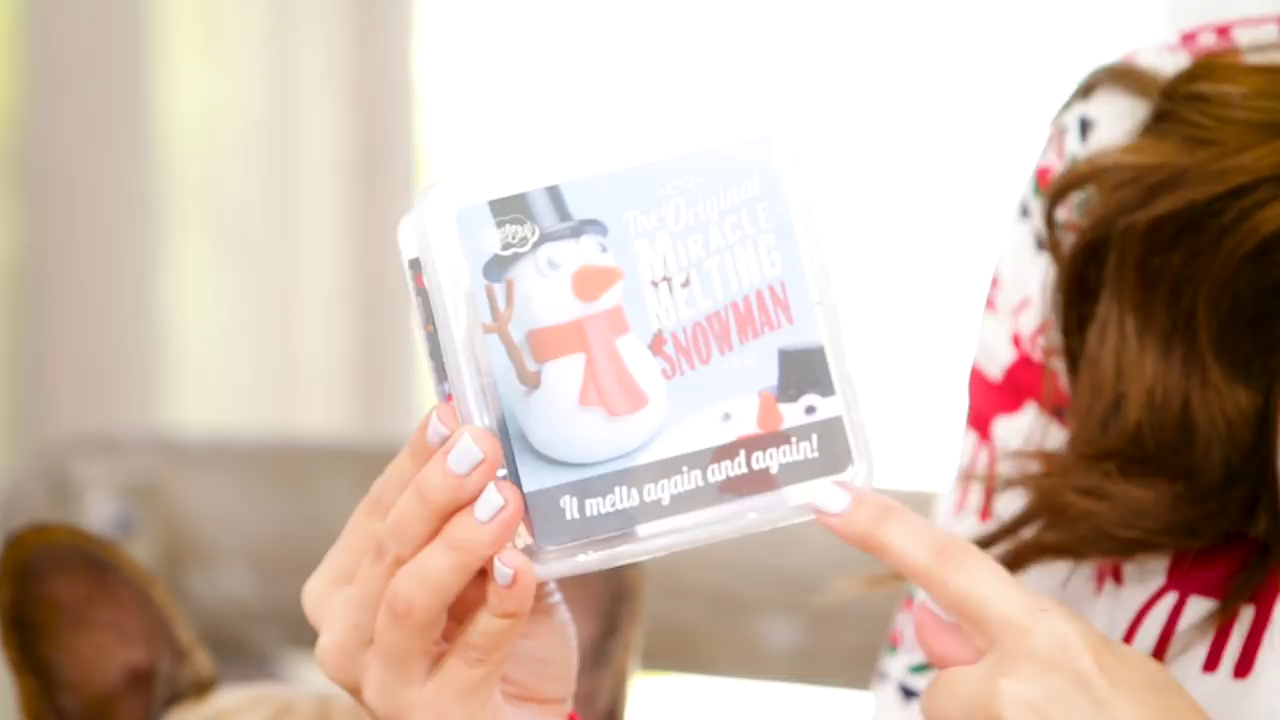 The Original
MIRACLE
MELTING
SNOWMAN
It melts again and again!